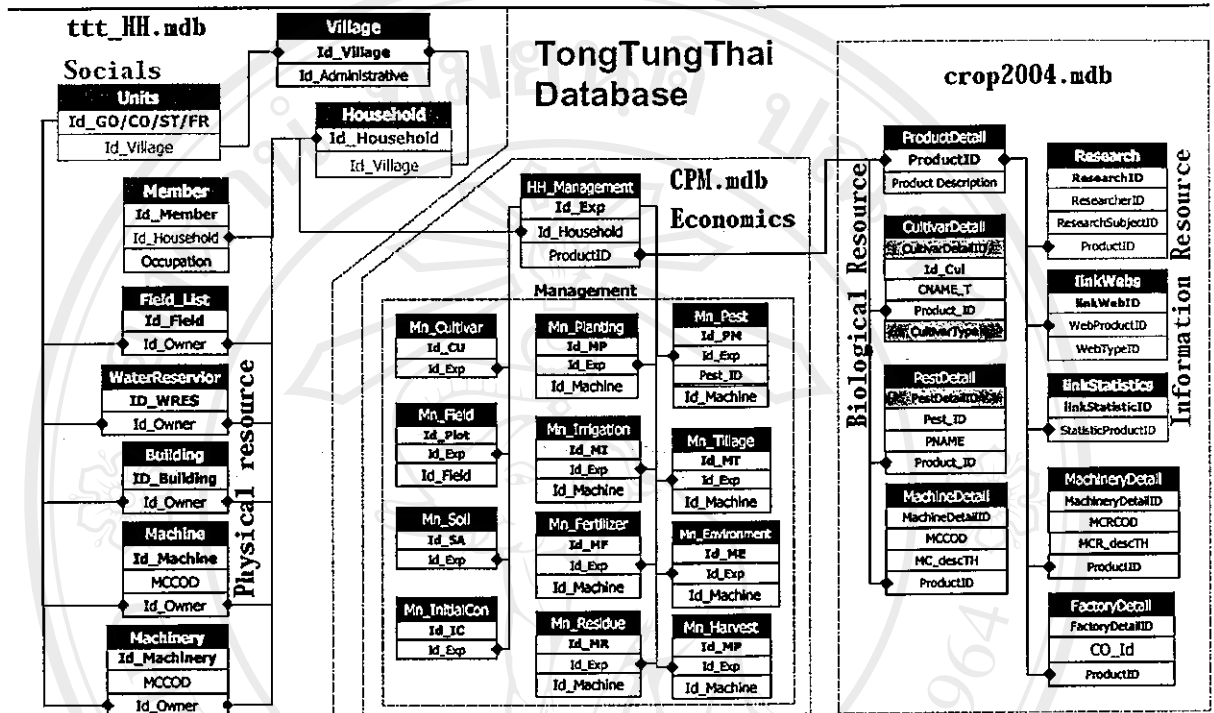 ttt_HH.mdb
Socials
Village
Id_Village
Id_Administrative
Units
Id_GO/CO/ST/FR
Id_Village
Household
Id_Household
Id_Village
Member
Id_Member
Id_Household
Occupation
Field_List
Id_Field
Id_Owner
WaterReservior
ID_WRES
Id_Owner
Building
ID_Building
Id_Owner
Machine
Id_Machine
MCCOD
Id_Owner
Machinery
Id_Machinery
MCCOD
Id_Owner
Physical resource
TongTungThai
Database
CPM.mdb
Economics
HH_Management
Id_Exp
Id_Household
ProductID
Management
Mn_Cultivar
Id_CU
Id_Exp
Mn_Field
Id_Plot
Id_Exp
Id_Field
Mn_Soil
Id_SA
Id_Exp
Mn_InitialCon
Id_IC
Id_Exp
Mn_Planting
Id_MP
Id_Exp
Id_Machine
Mn_Irrigation
Id_MI
Id_Exp
Id_Machine
Mn_Fertilizer
Id_MF
Id_Exp
Id_Machine
Mn_Residue
Id_MR
Id_Exp
Id_Machine
Mn_Pest
Id_PM
Id_Exp
Pest_ID
Id_Machine
Mn_Tillage
Id_MT
Id_Exp
Id_Machine
Mn_Environment
Id_ME
Id_Exp
Id_Machine
Mn_Harvest
Id_MP
Id_Exp
Id_Machine
crop2004.mdb
Biological Resource
ProductDetail
ProductID
Product Description
CultivarDetail
CultivarDetailID
Id_Cul
CNAME_T
Product_ID
CultivarType
PestDetail
PestDetailID
Pest_ID
PNAME
Product_ID
MachineDetail
MachineDetailID
MCCOD
MC_descTH
ProductID
Research
ResearchID
ResearcherID
ResearchSubjectID
ProductID
linkWebs
linkWebID
WebProductID
WebTypeID
linkStatistics
linkStatisticID
StatisticProductID
MachineryDetail
MachineryDetailID
MCRCOD
MCR_descTH
ProductID
FactoryDetail
FactoryDetailID
CO_Id
ProductID
Information Resource
1964